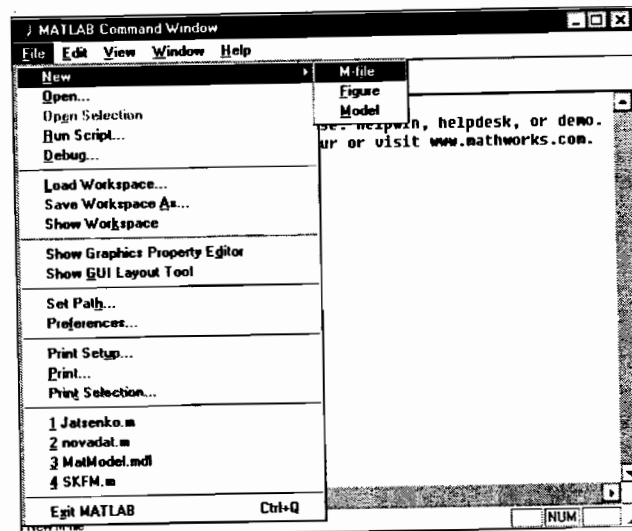 MATLAB Command Window
File Edit View Window Help
New
M-file
Open...
Figure
Open Selection
Model
Run Script...
helpwin, helpdesk, or demo.
Debug...
ur or visit www.mathworks.com.
Load Workspace...
Save Workspace As...
Show Workspace
Show Graphics Property Editor
Show GUI Layout Tool
Set Path...
Preferences...
Print Setup...
Print...
Print Selection...
1 Jatsenko.m
2 novadat.m
3 MatModel.mdl
4 SKFM.m
Exit MATLAB Ctrl+Q
NUM